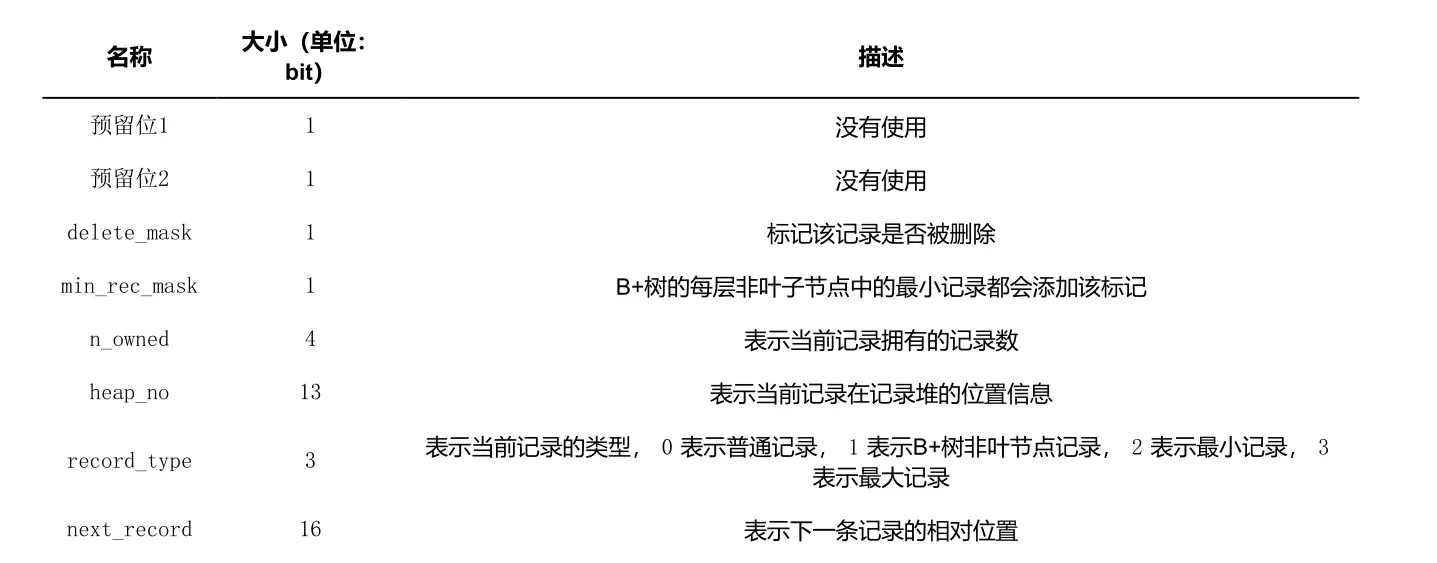 名称 大小（单位： 描述
bit）
预留位1 1 没有使用
预留位2 1 没有使用
delete_mask 1 标记该记录是否被删除
min_rec_mask 1 B+树的每层非叶子节点中的最小记录都会添加该标记
n_owned 4 表示当前记录拥有的记录数
heap_no 13 表示当前记录在记录堆的位置信息
record_type 3 表示当前记录的类型， 0 表示普通记录， 1 表示B+树非叶节点记录， 2 表示最小记录， 3
表示最大记录
next_record 16 表示下一条记录的相对位置